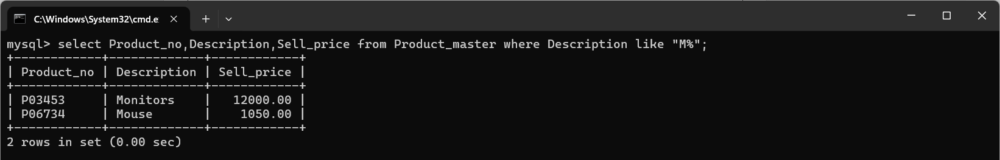 C:\Windows\System32\cmd.e
mysql> select Product_no,Description,Sell_price from Product_master where Description like "M%";
+------------+-------------+------------+
| Product_no | Description | Sell_price |
+------------+-------------+------------+
| P03453     | Monitors    |   12000.00 |
| P06734     | Mouse       |    1050.00 |
+------------+-------------+------------+
2 rows in set (0.00 sec)